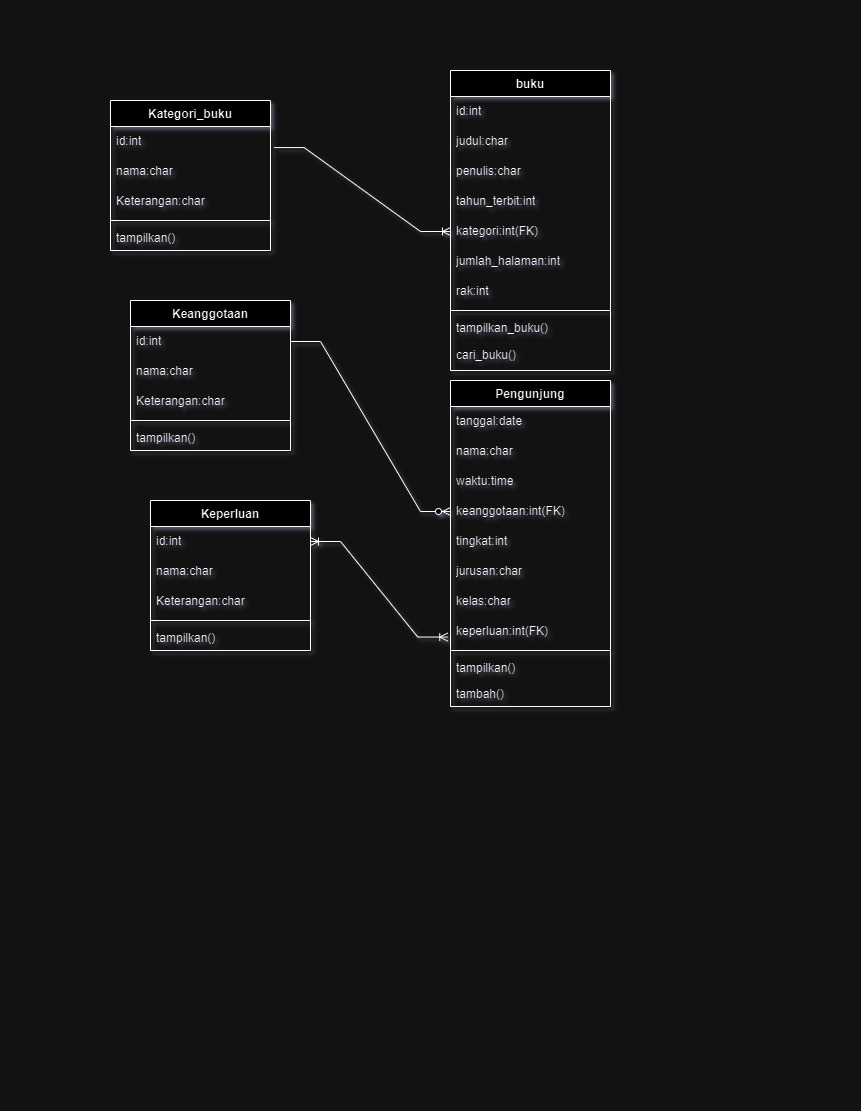 Kategori_buku
id:int
nama:char
Keterangan:char
tampilkan()
buku
id:int
judul:char
penulis:char
tahun_terbit:int
kategori:int(FK)
jumlah_halaman:int
rak:int
tampilkan_buku()
cari_buku()
Keanggotaan
id:int
nama:char
Keterangan:char
tampilkan()
Pengunjung
tanggal:date
nama:char
waktu:time
keanggotaan:int(FK)
tingkat:int
jurusan:char
kelas:char
keperluan:int(FK)
tampilkan()
tambah()
Keperluan
id:int
nama:char
Keterangan:char
tampilkan()